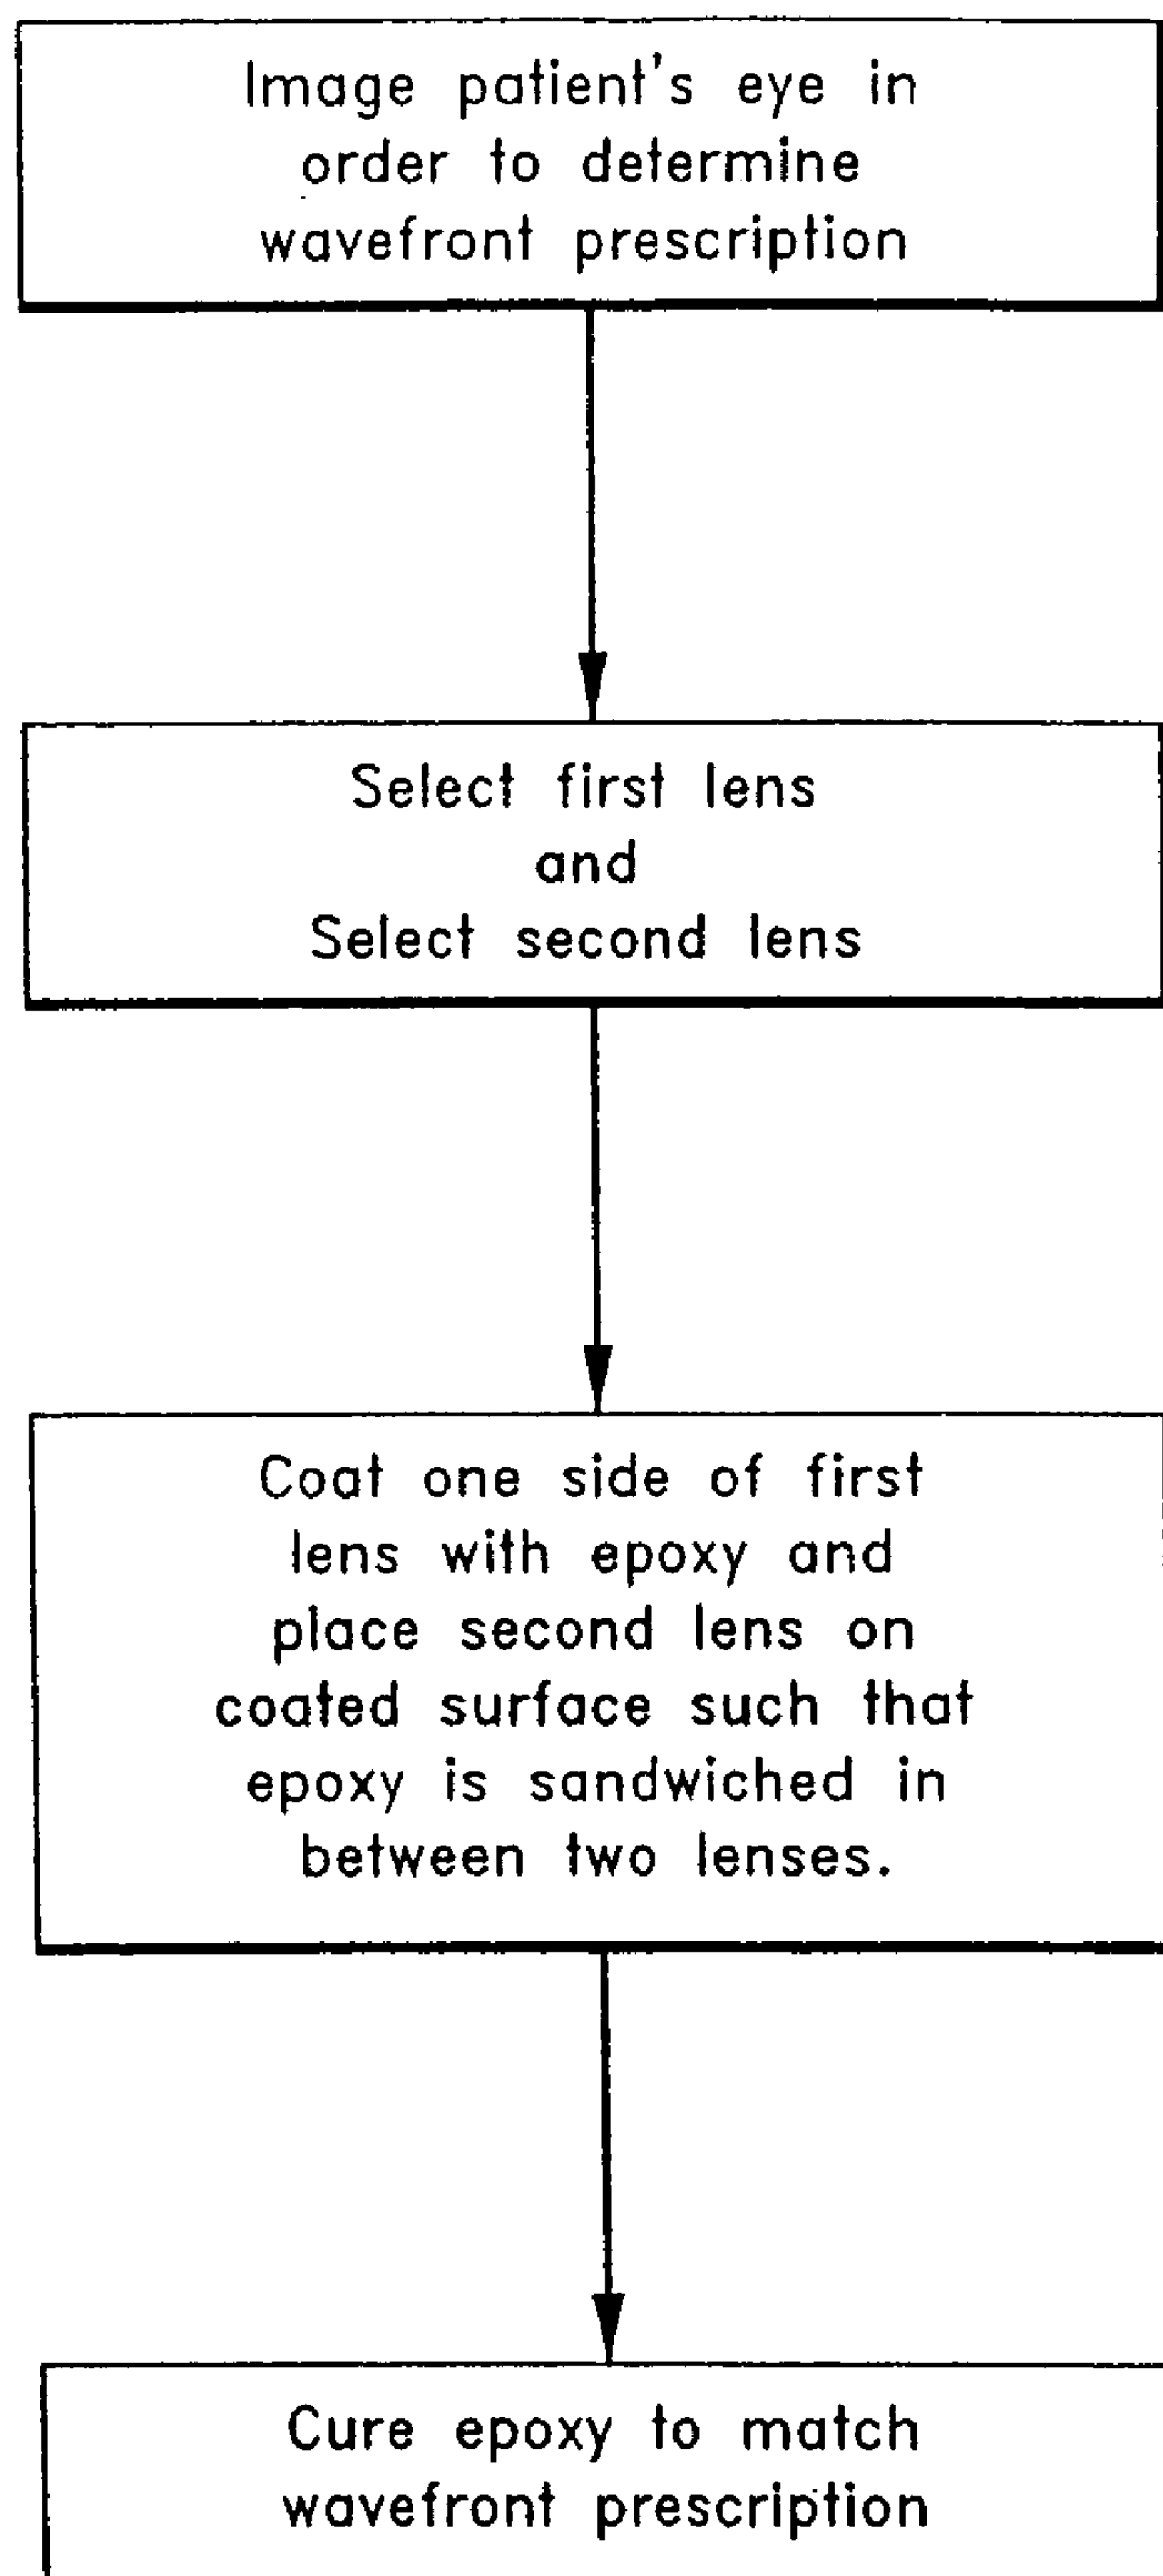 Image patient's eye in
order to determine
wavefront prescription
Select first lens
and
Select second lens
Coat one side of first
lens with epoxy and
place second lens on
coated surface such that
epoxy is sandwiched in
between two lenses.
Cure epoxy to match
wavefront prescription